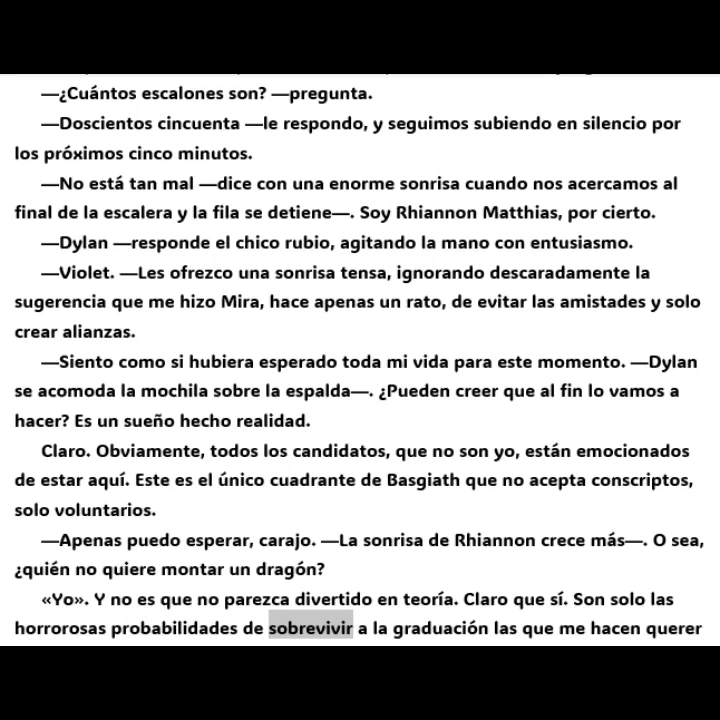 —¿Cuántos escalones son? —pregunta.
—Doscientos cincuenta —le respondo, y seguimos subiendo en silencio por
los próximos cinco minutos.
—No está tan mal —dice con una enorme sonrisa cuando nos acercamos al
final de la escalera y la fila se detiene—. Soy Rhiannon Matthias, por cierto.
—Dylan —responde el chico rubio, agitando la mano con entusiasmo.
—Violet. —Les ofrezco una sonrisa tensa, ignorando descaradamente la
sugerencia que me hizo Mira, hace apenas un rato, de evitar las amistades y solo
crear alianzas.
—Siento como si hubiera esperado toda mi vida para este momento. —Dylan
se acomoda la mochila sobre la espalda—. ¿Pueden creer que al fin lo vamos a
hacer? Es un sueño hecho realidad.
Claro. Obviamente, todos los candidatos, que no son yo, están emocionados
de estar aquí. Este es el único cuadrante de Basgiath que no acepta conscriptos,
solo voluntarios.
—Apenas puedo esperar, carajo. —La sonrisa de Rhiannon crece más—. O sea,
¿quién no quiere montar un dragón?
«Yo». Y no es que no parezca divertido en teoría. Claro que sí. Son solo las
horrorosas probabilidades de sobrevivir a la graduación las que me hacen querer